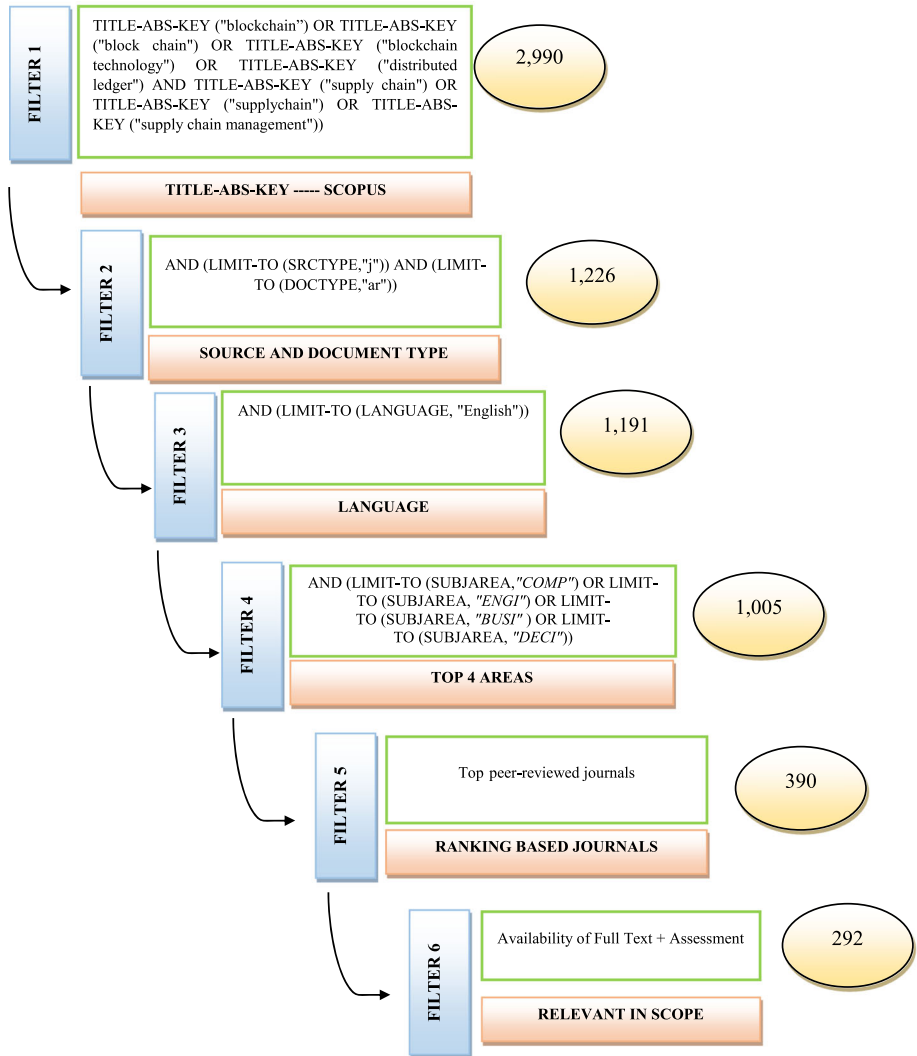 FILTER 1
TITLE-ABS-KEY ("blockchain”) OR TITLE-ABS-KEY
("block chain") OR TITLE-ABS-KEY ("blockchain
technology") OR TITLE-ABS-KEY ("distributed
ledger") AND TITLE-ABS-KEY ("supply chain") OR
TITLE-ABS-KEY ("supplychain") OR TITLE-ABS-
KEY ("supply chain management"))
2,990
TITLE-ABS-KEY ----- SCOPUS
FILTER 2
AND (LIMIT-TO (SRCTYPE,"j")) AND (LIMIT-
TO (DOCTYPE,"ar"))
1,226
SOURCE AND DOCUMENT TYPE
FILTER 3
AND (LIMIT-TO (LANGUAGE, "English"))
1,191
LANGUAGE
FILTER 4
AND (LIMIT-TO (SUBJAREA,"COMP") OR LIMIT-
TO (SUBJAREA, "ENGI") OR LIMIT-
TO (SUBJAREA, "BUSI" ) OR LIMIT-
TO (SUBJAREA, "DECI"))
1,005
TOP 4 AREAS
FILTER 5
Top peer-reviewed journals
390
RANKING BASED JOURNALS
FILTER 6
Availability of Full Text + Assessment
292
RELEVANT IN SCOPE